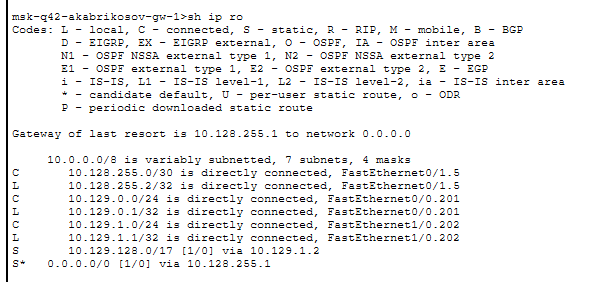 msk-q42-akabrikosov-gw-1>sh ip ro
Codes: L - local, C - connected, S - static, R - RIP, M - mobile, B - BGP
D - EIGRP, EX - EIGRP external, O - OSPF, IA - OSPF inter area
N1 - OSPF NSSA external type 1, N2 - OSPF NSSA external type 2
E1 - OSPF external type 1, E2 - OSPF external type 2, E - EGP
i - IS-IS, L1 - IS-IS level-1, L2 - IS-IS level-2, ia - IS-IS inter area
* - candidate default, U - per-user static route, o - ODR
P - periodic downloaded static route
Gateway of last resort is 10.128.255.1 to network 0.0.0.0
10.0.0.0/8 is variably subnetted, 7 subnets, 4 masks
C 10.128.255.0/30 is directly connected, FastEthernet0/1.5
L 10.128.255.2/32 is directly connected, FastEthernet0/1.5
C 10.129.0.0/24 is directly connected, FastEthernet0/0.201
L 10.129.0.1/32 is directly connected, FastEthernet0/0.201
C 10.129.1.0/24 is directly connected, FastEthernet1/0.202
L 10.129.1.1/32 is directly connected, FastEthernet1/0.202
S 10.129.128.0/17 [1/0] via 10.129.1.2
S* 0.0.0.0/0 [1/0] via 10.128.255.1